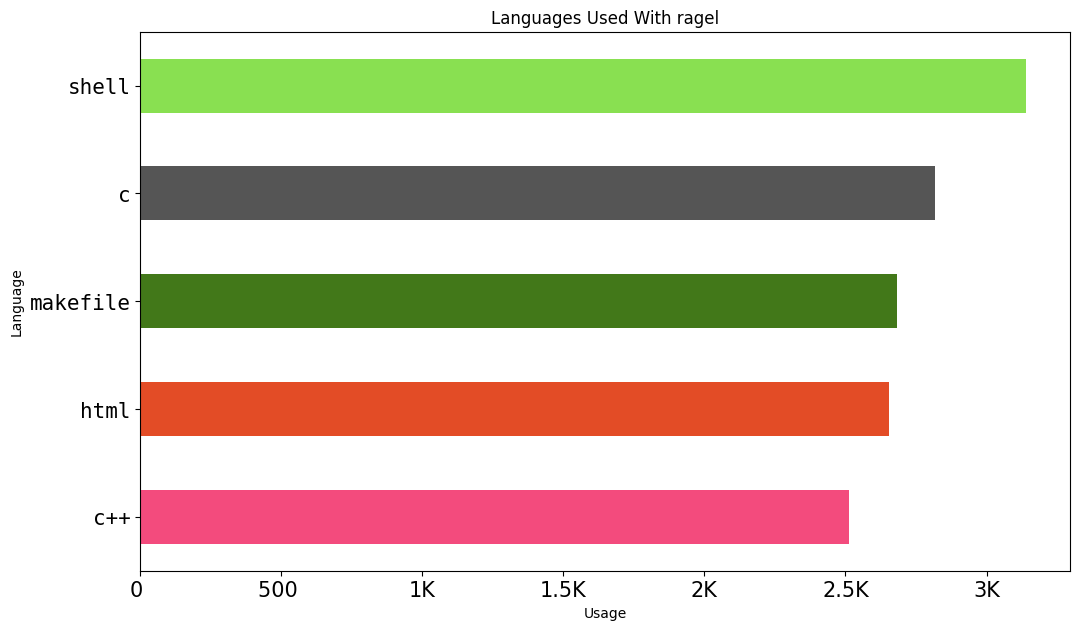 Languages Used With ragel
shell
c
makefile
html
c++
Language
0 500 1K 1.5K 2K 2.5K 3K
Usage